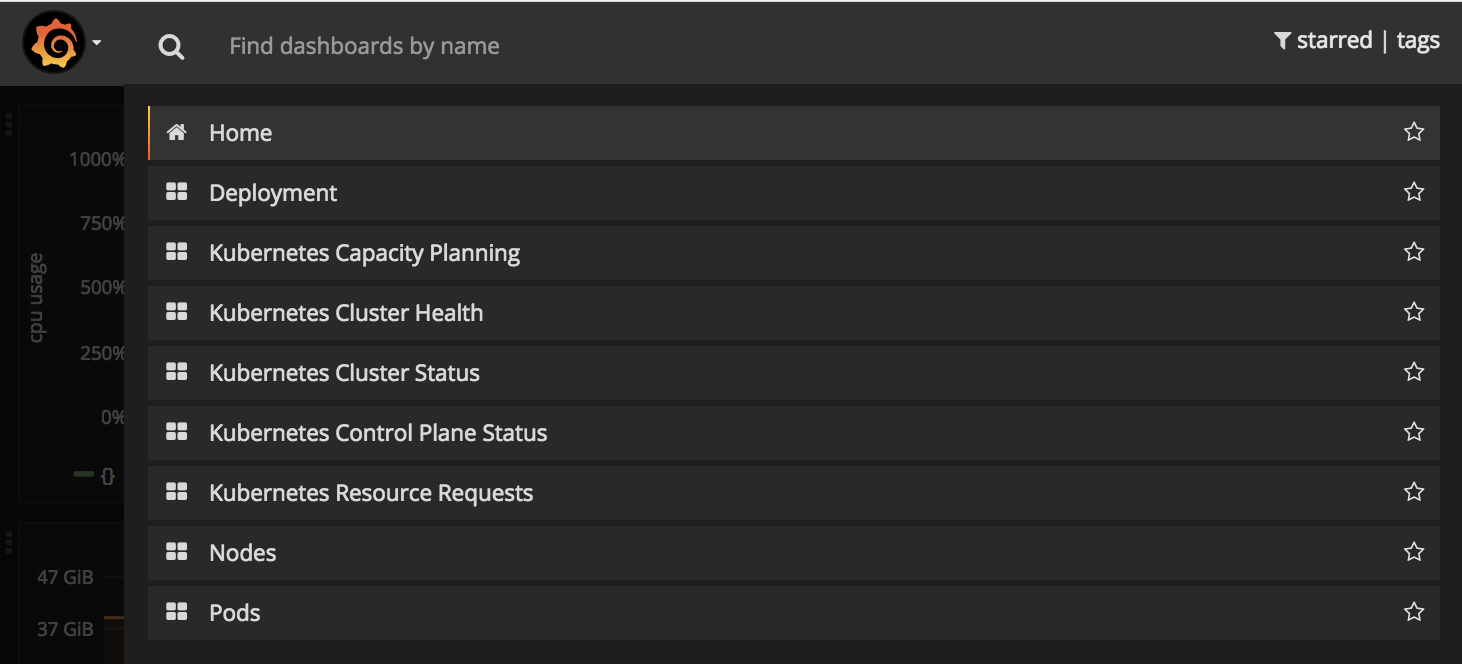 Find dashboards by name
starred | tags
Home
Deployment
Kubernetes Capacity Planning
Kubernetes Cluster Health
Kubernetes Cluster Status
Kubernetes Control Plane Status
Kubernetes Resource Requests
Nodes
Pods
cpu usage
1000%
750%
500%
250%
0%
{}
47 GiB
37 GiB